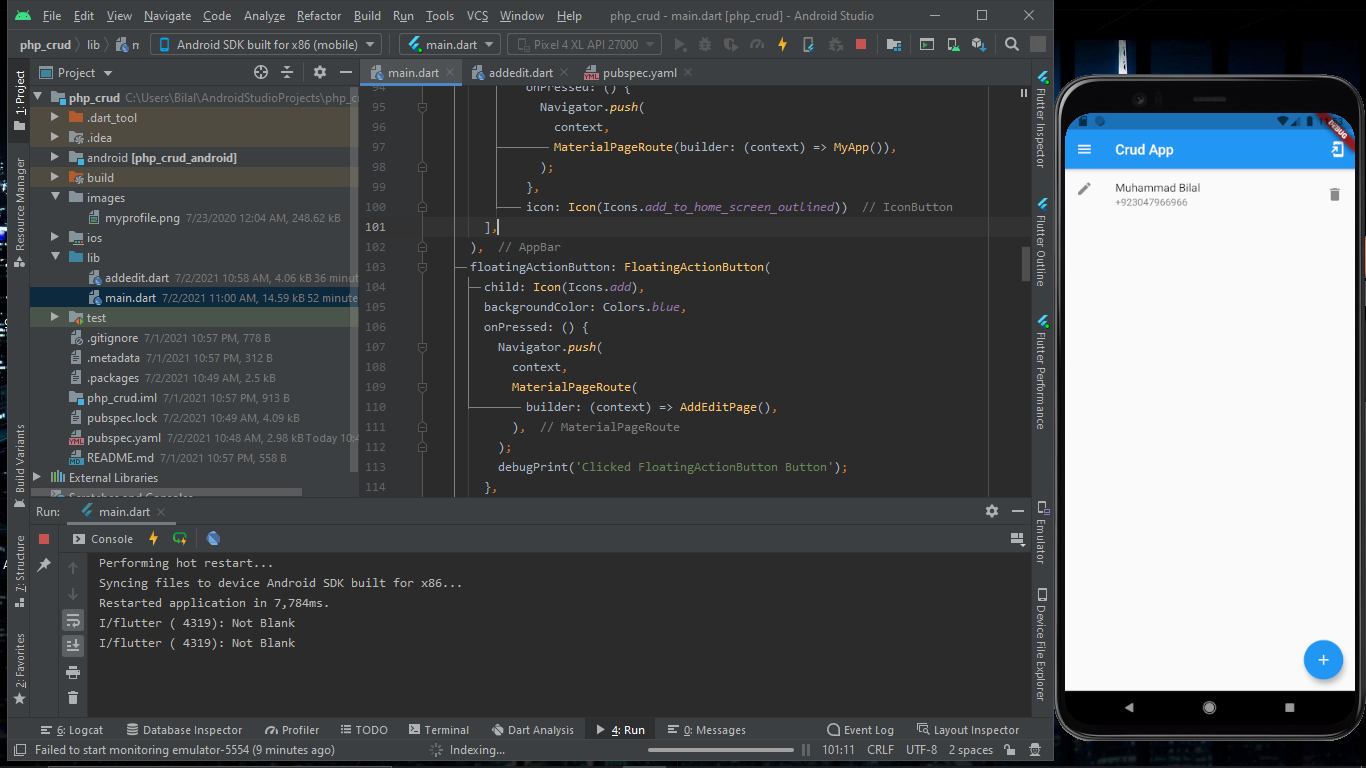 File Edit View Navigate Code Analyze Refactor Build Run Tools VCS Window Help php_crud - main.dart [php_crud] - Android Studio
php_crud lib m Android SDK built for x86 (mobile) main.dart Pixel 4 XL API 27000
1: Project
Resource Manager
Build Variants
7: Structure
2: Favorites
Project
php_crud C:\Users\Bilal\AndroidStudioProjects\php_c
.dart_tool
.idea
android [php_crud_android]
build
images
myprofile.png 7/23/2020 12:04 AM, 248.62 kB
ios
lib
addedit.dart 7/2/2021 10:58 AM, 4.06 kB 36 minut
main.dart 7/2/2021 11:00 AM, 14.59 kB 52 minute
test
.gitignore 7/1/2021 10:57 PM, 778 B
.metadata 7/1/2021 10:57 PM, 312 B
.packages 7/2/2021 10:49 AM, 2.5 kB
php_crud.iml 7/1/2021 10:57 PM, 913 B
pubspec.lock 7/2/2021 10:49 AM, 4.09 kB
pubspec.yaml 7/2/2021 10:48 AM, 2.98 kB Today 10:4
README.md 7/1/2021 10:57 PM, 558 B
External Libraries
Scratches and Consoles
main.dart addedit.dart pubspec.yaml
94 onPressed: () {
95 Navigator.push(
96 context,
97 MaterialPageRoute(builder: (context) => MyApp()),
98 );
99 },
100 icon: Icon(Icons.add_to_home_screen_outlined)) // IconButton
101 ],
102 ), // AppBar
103 floatingActionButton: FloatingActionButton(
104 child: Icon(Icons.add),
105 backgroundColor: Colors.blue,
106 onPressed: () {
107 Navigator.push(
108 context,
109 MaterialPageRoute(
110 builder: (context) => AddEditPage(),
111 ), // MaterialPageRoute
112 );
113 debugPrint('Clicked FloatingActionButton Button');
114 },
Flutter Inspector
Flutter Outline
Flutter Performance
Emulator
Device File Explorer
Run: main.dart
Console
Performing hot restart...
Syncing files to device Android SDK built for x86...
Restarted application in 7,784ms.
I/flutter ( 4319): Not Blank
I/flutter ( 4319): Not Blank
6: Logcat Database Inspector Profiler TODO Terminal Dart Analysis 4: Run 0: Messages Event Log Layout Inspector
Failed to start monitoring emulator-5554 (9 minutes ago) Indexing... 101:11 CRLF UTF-8 2 spaces
DEBUG
Crud App
Muhammad Bilal
+923047966966